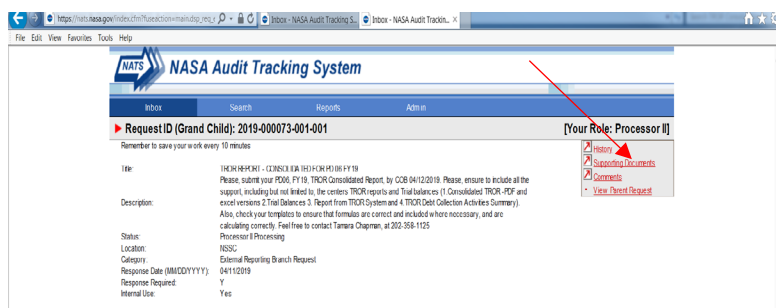 https://nats.nasa.gov/index.cfm?fuseaction=main.dsp_req_r
Inbox - NASA Audit Tracking S...
Inbox - NASA Audit Trackin...
File Edit View Favorites Tools Help
NATS NASA Audit Tracking System
Inbox Search Reports Admin
Request ID (Grand Child): 2019-000073-001-001 [Your Role: Processor II]
Remember to save your work every 10 minutes
History
Supporting Documents
Comments
View Parent Request
Title: TROR REPORT - CONSOLIDATED FOR PD 06 FY19
Please, submit your PD06, FY19, TROR Consolidated Report, by COB 04/12/2019. Please, ensure to include all the
support, including but not limited to, the centers TROR reports and Trial balances (1.Consolidated TROR -PDF and
Description: excel versions 2.Trial Balances 3. Report from TROR System and 4.TROR Debt Collection Activities Summary).
Also, check your templates to ensure that formulas are correct and included where necessary, and are
calculating correctly. Feel free to contact Tamara Chapman, at 202-358-1125
Status: Processor II Processing
Location: NSSC
Category: External Reporting Branch Request
Response Date (MM/DD/YYYY): 04/11/2019
Response Required: Y
Internal Use: Yes